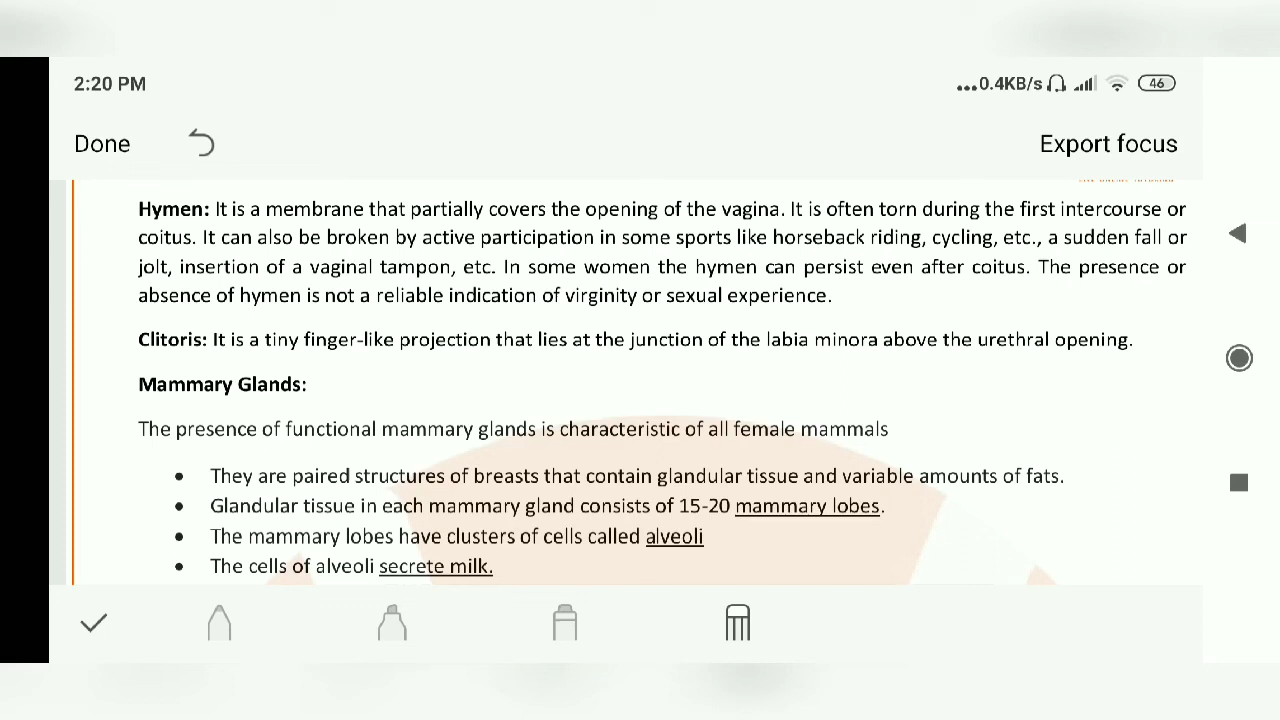 2:20 PM
...0.4KB/s
46
Done
Export focus
Hymen: It is a membrane that partially covers the opening of the vagina. It is often torn during the first intercourse or
coitus. It can also be broken by active participation in some sports like horseback riding, cycling, etc., a sudden fall or
jolt, insertion of a vaginal tampon, etc. In some women the hymen can persist even after coitus. The presence or
absence of hymen is not a reliable indication of virginity or sexual experience.
Clitoris: It is a tiny finger-like projection that lies at the junction of the labia minora above the urethral opening.
Mammary Glands:
The presence of functional mammary glands is characteristic of all female mammals
• They are paired structures of breasts that contain glandular tissue and variable amounts of fats.
• Glandular tissue in each mammary gland consists of 15-20 mammary lobes.
• The mammary lobes have clusters of cells called alveoli
• The cells of alveoli secrete milk.